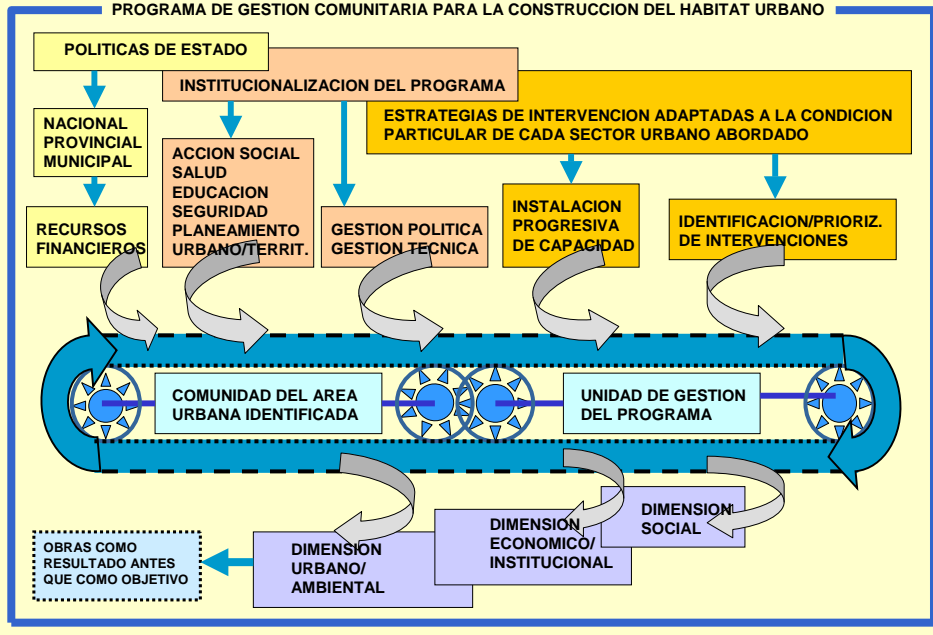 PROGRAMA DE GESTION COMUNITARIA PARA LA CONSTRUCCION DEL HABITAT URBANO
POLITICAS DE ESTADO
INSTITUCIONALIZACION DEL PROGRAMA
ESTRATEGIAS DE INTERVENCION ADAPTADAS A LA CONDICION
PARTICULAR DE CADA SECTOR URBANO ABORDADO
NACIONAL
PROVINCIAL
MUNICIPAL
RECURSOS
FINANCIEROS
ACCION SOCIAL
SALUD
EDUCACION
SEGURIDAD
PLANEAMIENTO
URBANO/TERRIT.
GESTION POLITICA
GESTION TECNICA
INSTALACION
PROGRESIVA
DE CAPACIDAD
IDENTIFICACION/PRIORIZ.
DE INTERVENCIONES
COMUNIDAD DEL AREA
URBANA IDENTIFICADA
UNIDAD DE GESTION
DEL PROGRAMA
DIMENSION
SOCIAL
DIMENSION
ECONOMICO/
INSTITUCIONAL
DIMENSION
URBANO/
AMBIENTAL
OBRAS COMO
RESULTADO ANTES
QUE COMO OBJETIVO